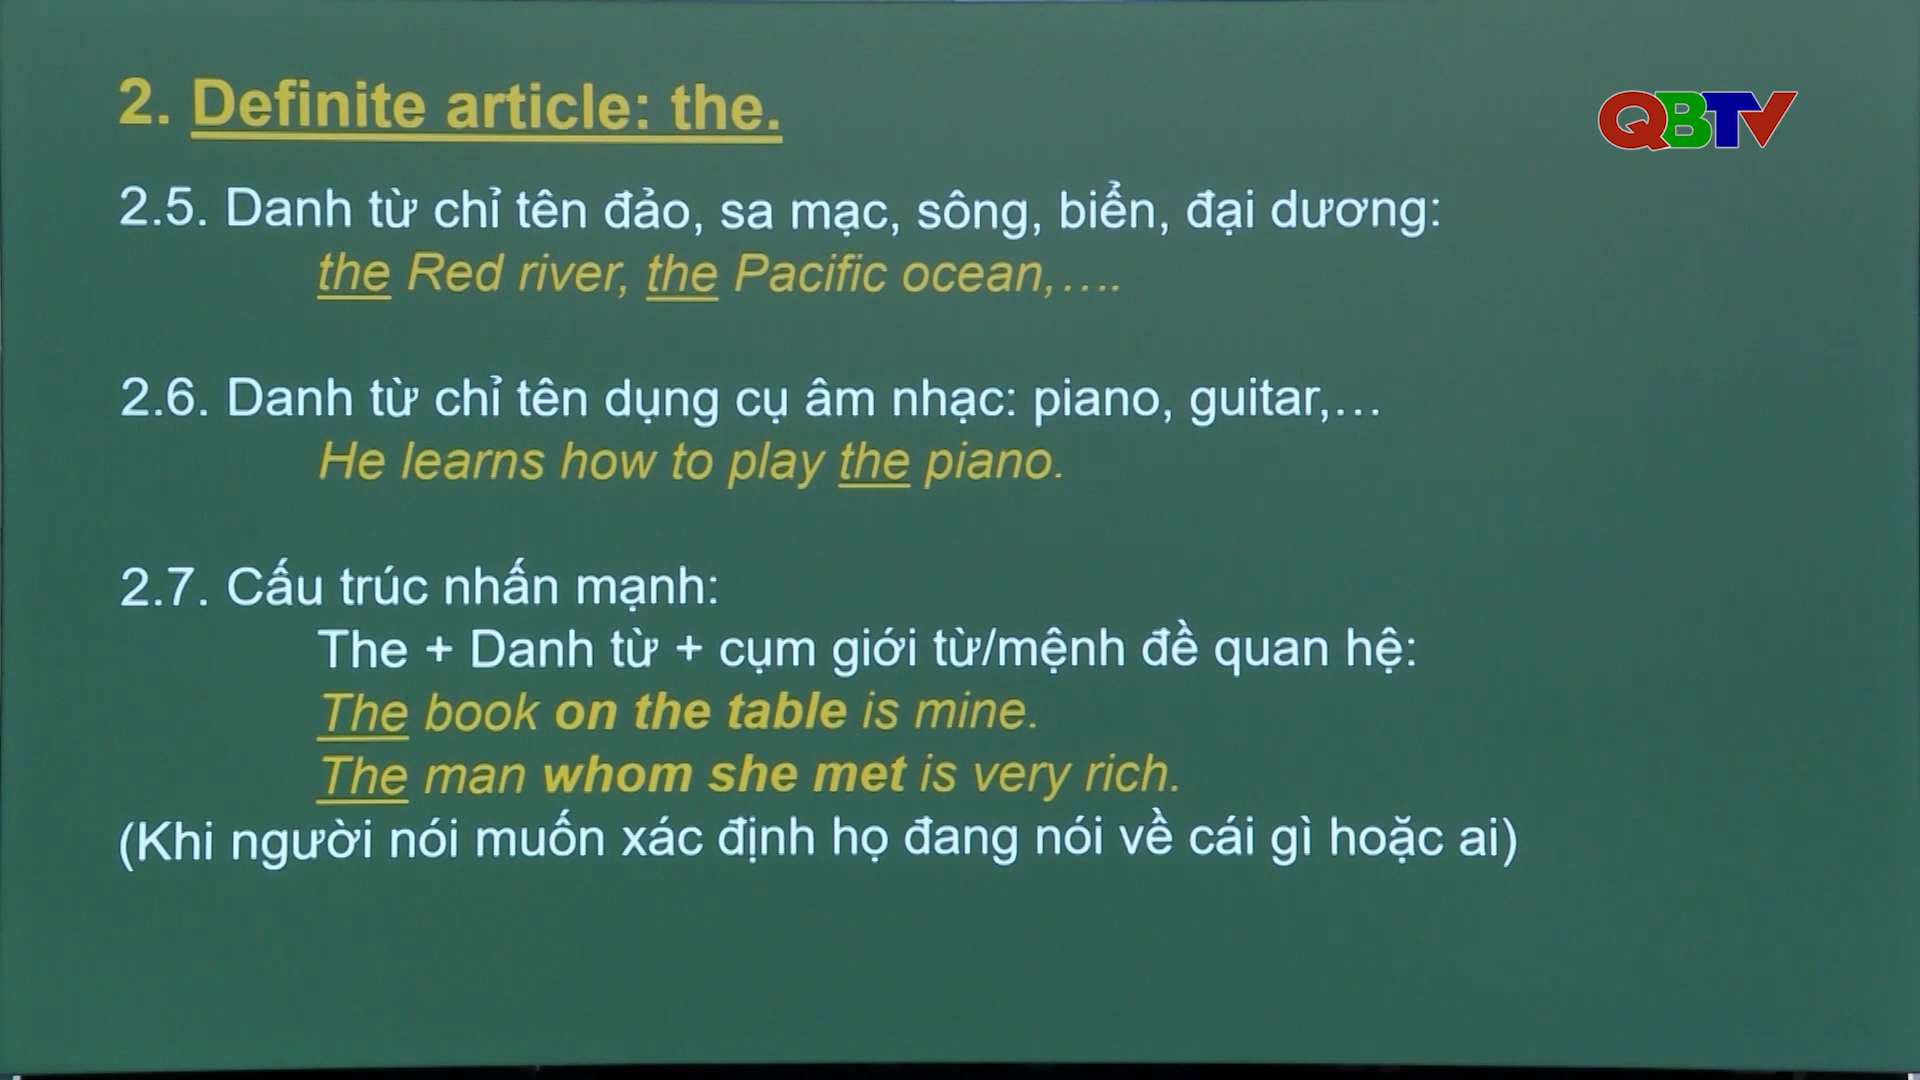 2. Definite article: the.
QBTV
2.5. Danh từ chỉ tên đảo, sa mạc, sông, biển, đại dương:
the Red river, the Pacific ocean,....
2.6. Danh từ chỉ tên dụng cụ âm nhạc: piano, guitar,...
He learns how to play the piano.
2.7. Cấu trúc nhấn mạnh:
The + Danh từ + cụm giới từ/mệnh đề quan hệ:
The book on the table is mine.
The man whom she met is very rich.
(Khi người nói muốn xác định họ đang nói về cái gì hoặc ai)